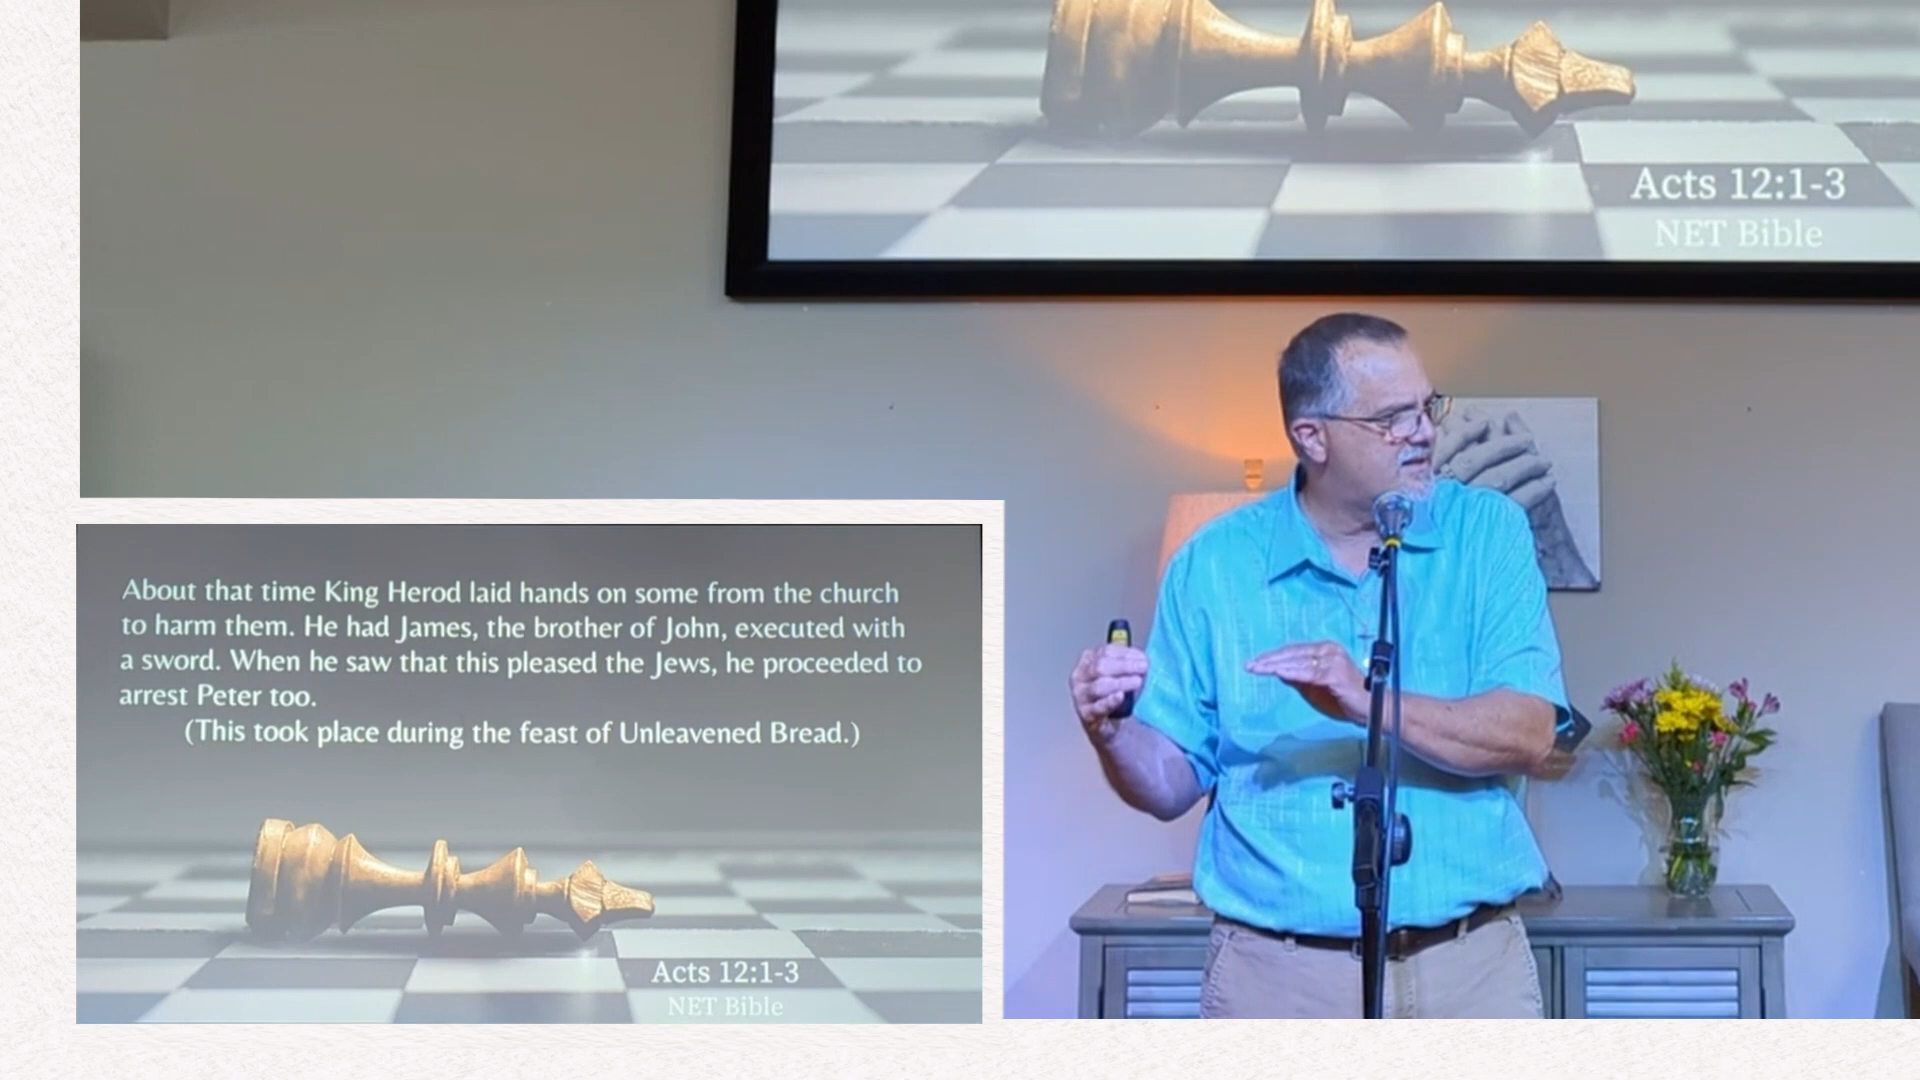 Acts 12:1-3
NET Bible
About that time King Herod laid hands on some from the church
to harm them. He had James, the brother of John, executed with
a sword. When he saw that this pleased the Jews, he proceeded to
arrest Peter too.
(This took place during the feast of Unleavened Bread.)
Acts 12:1-3
NET Bible